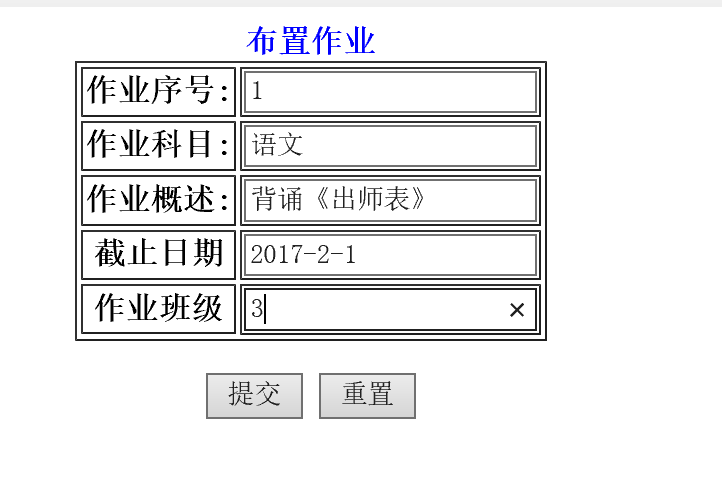 布置作业
作业序号: 1
作业科目: 语文
作业概述: 背诵《出师表》
截止日期 2017-2-1
作业班级 3 ×
提交 重置